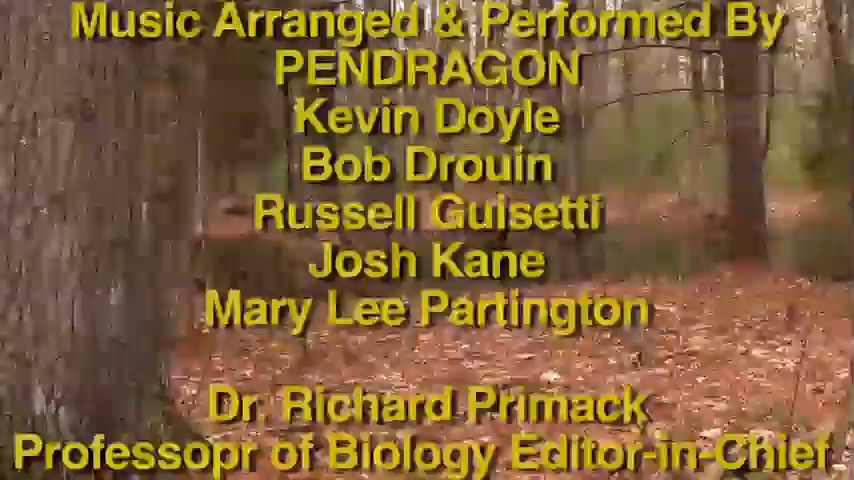 Music Arranged & Performed By
PENDRAGON
Kevin Doyle
Bob Drouin
Russell Guisetti
Josh Kane
Mary Lee Partington
Dr. Richard Primack
Professopr of Biology Editor-in-Chief